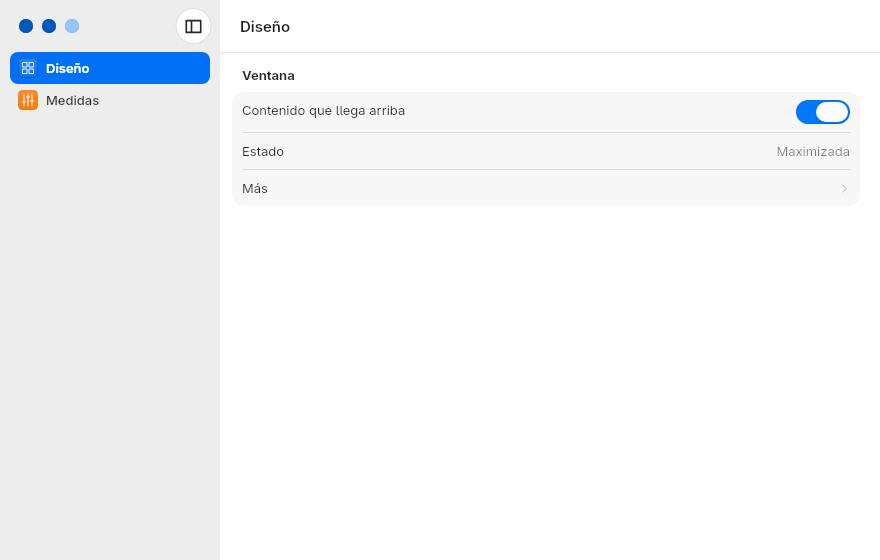 Diseño
Medidas
Diseño
Ventana
Contenido que llega arriba
Estado
Maximizada
Más